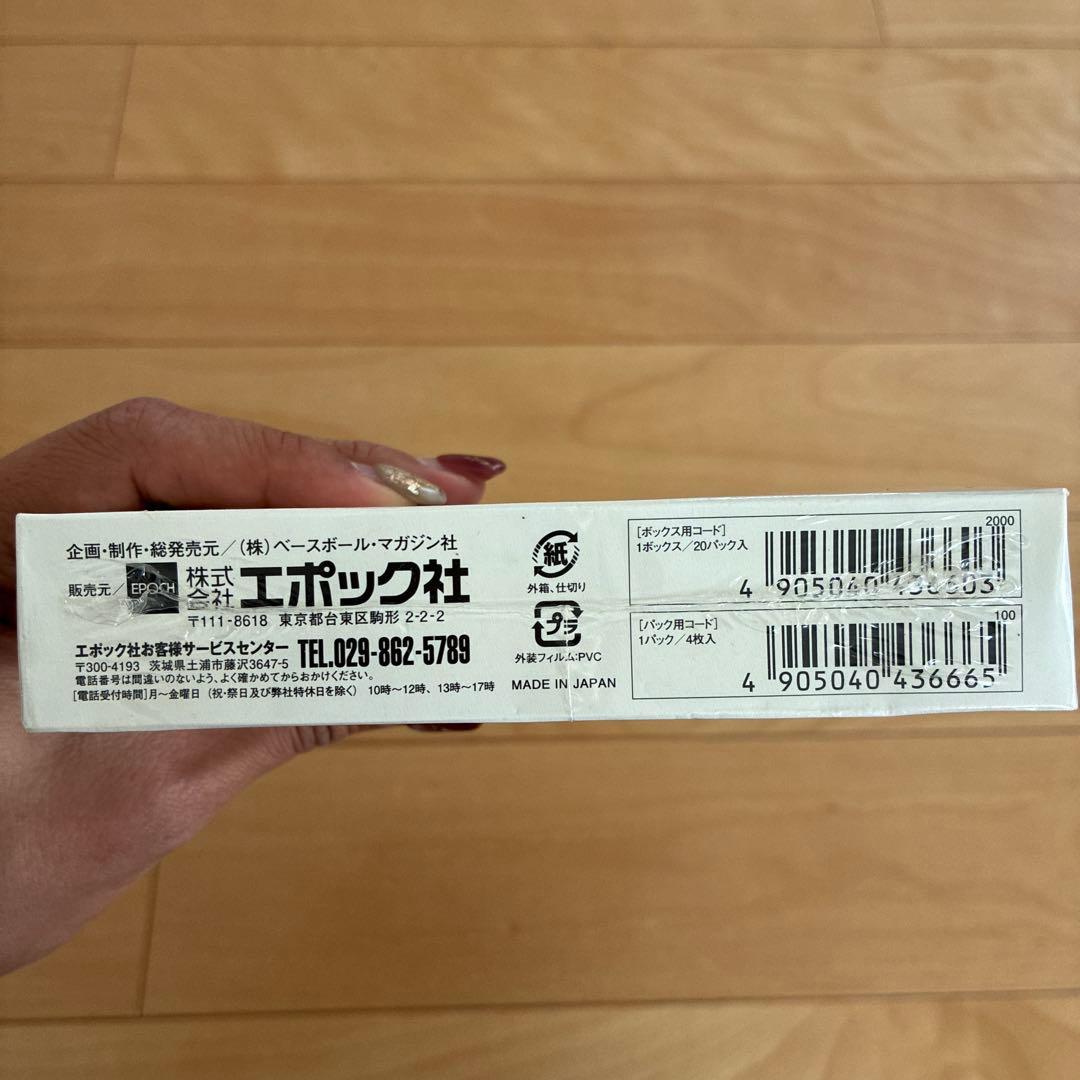 企画・制作・総発売元／(株)ベースボール・マガジン社
販売元／EPOCH 株式会社 エポック社
〒111-8618 東京都台東区駒形 2-2-2
エポック社お客様サービスセンター TEL.029-862-5789
〒300-4193 茨城県土浦市藤沢3647-5
電話番号は間違いのないよう、よく確かめてからおかけください。
[電話受付時間]月〜金曜日(祝・祭日及び弊社特休日を除く) 10時〜12時、13時〜17時
紙
外箱、仕切り
プラ
外装フィルム:PVC
MADE IN JAPAN
[ボックス用コード] 2000
1ボックス／20パック入
4 905040 436603
[パック用コード] 100
1パック／4枚入
4 905040 436665